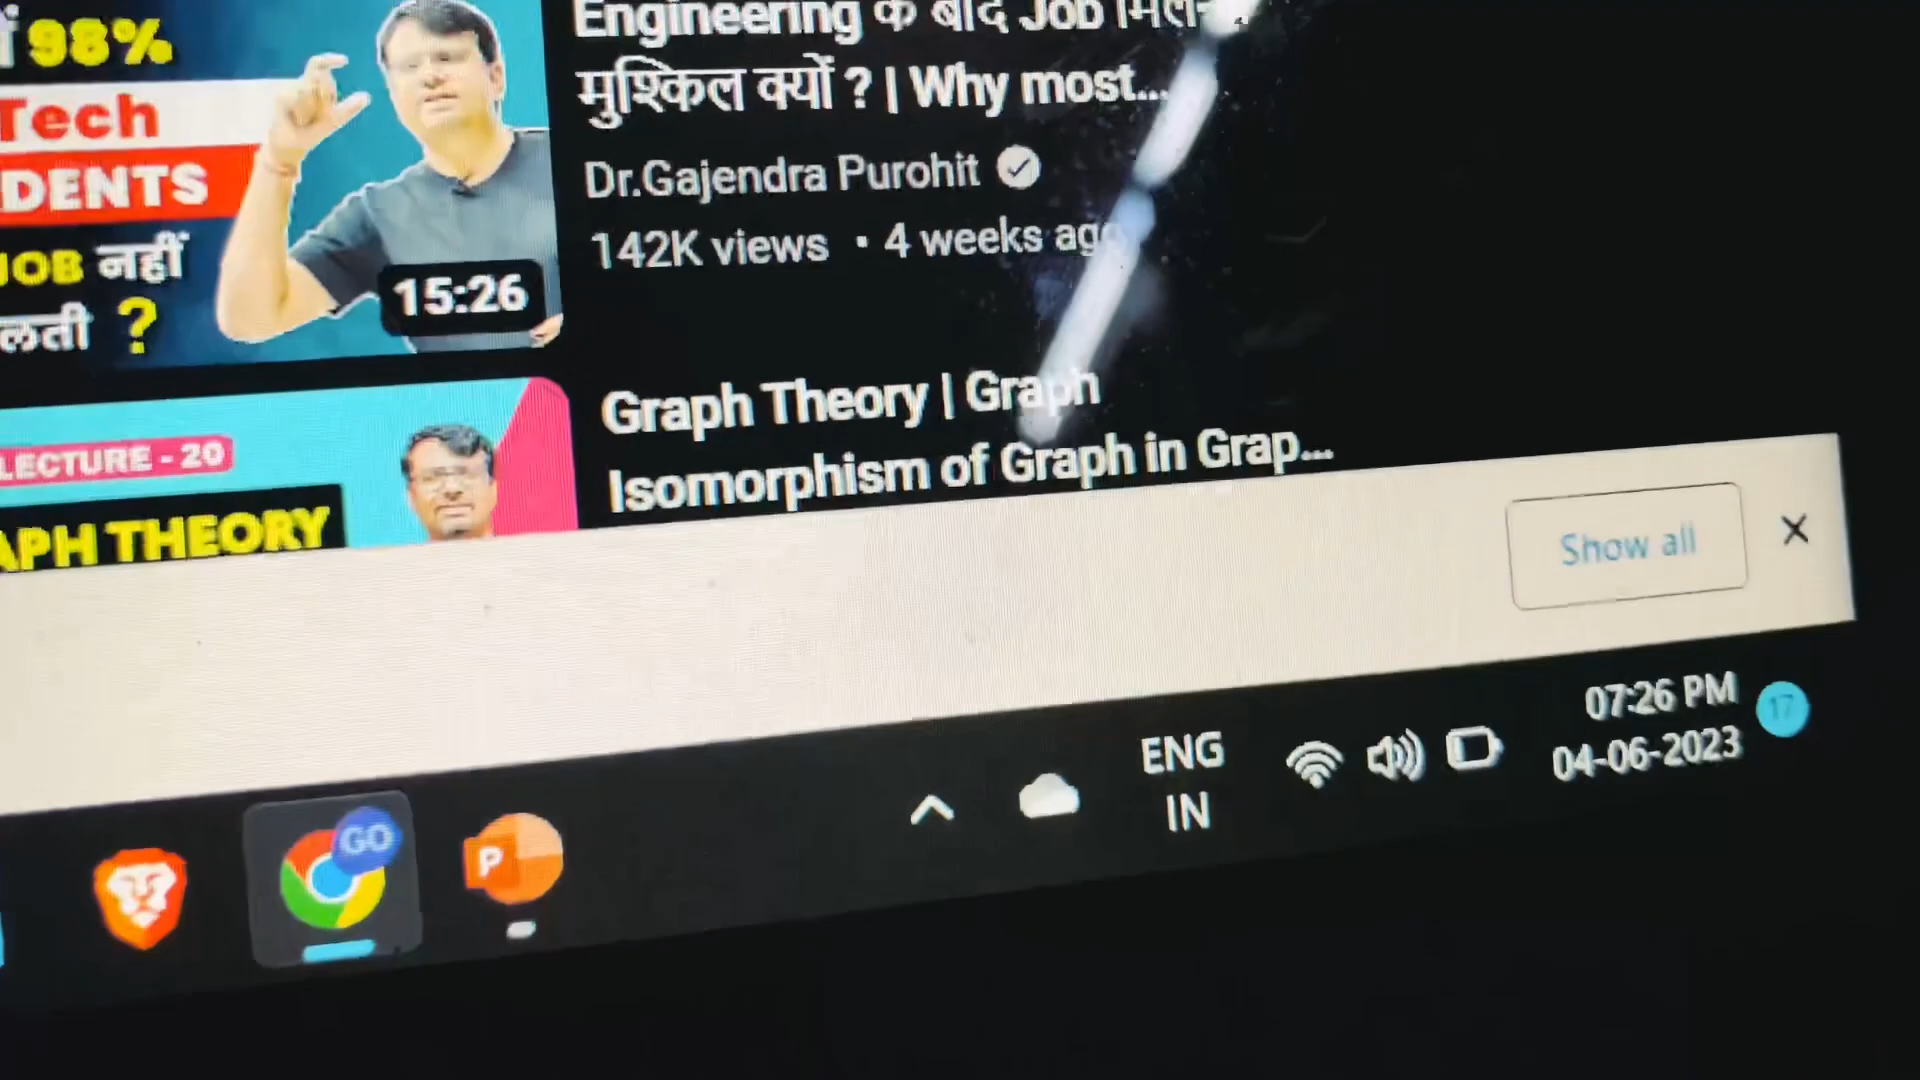 98%
Tech
DENTS
JOB नहीं
?
15:26
Engineering के बाद Job
मुश्किल क्यों ? | Why most...
Dr.Gajendra Purohit
142K views • 4 weeks ago
LECTURE - 20
APH THEORY
Graph Theory | Graph
Isomorphism of Graph in Grap...
Show all
GO
P
ENG
IN
07:26 PM
04-06-2023
17